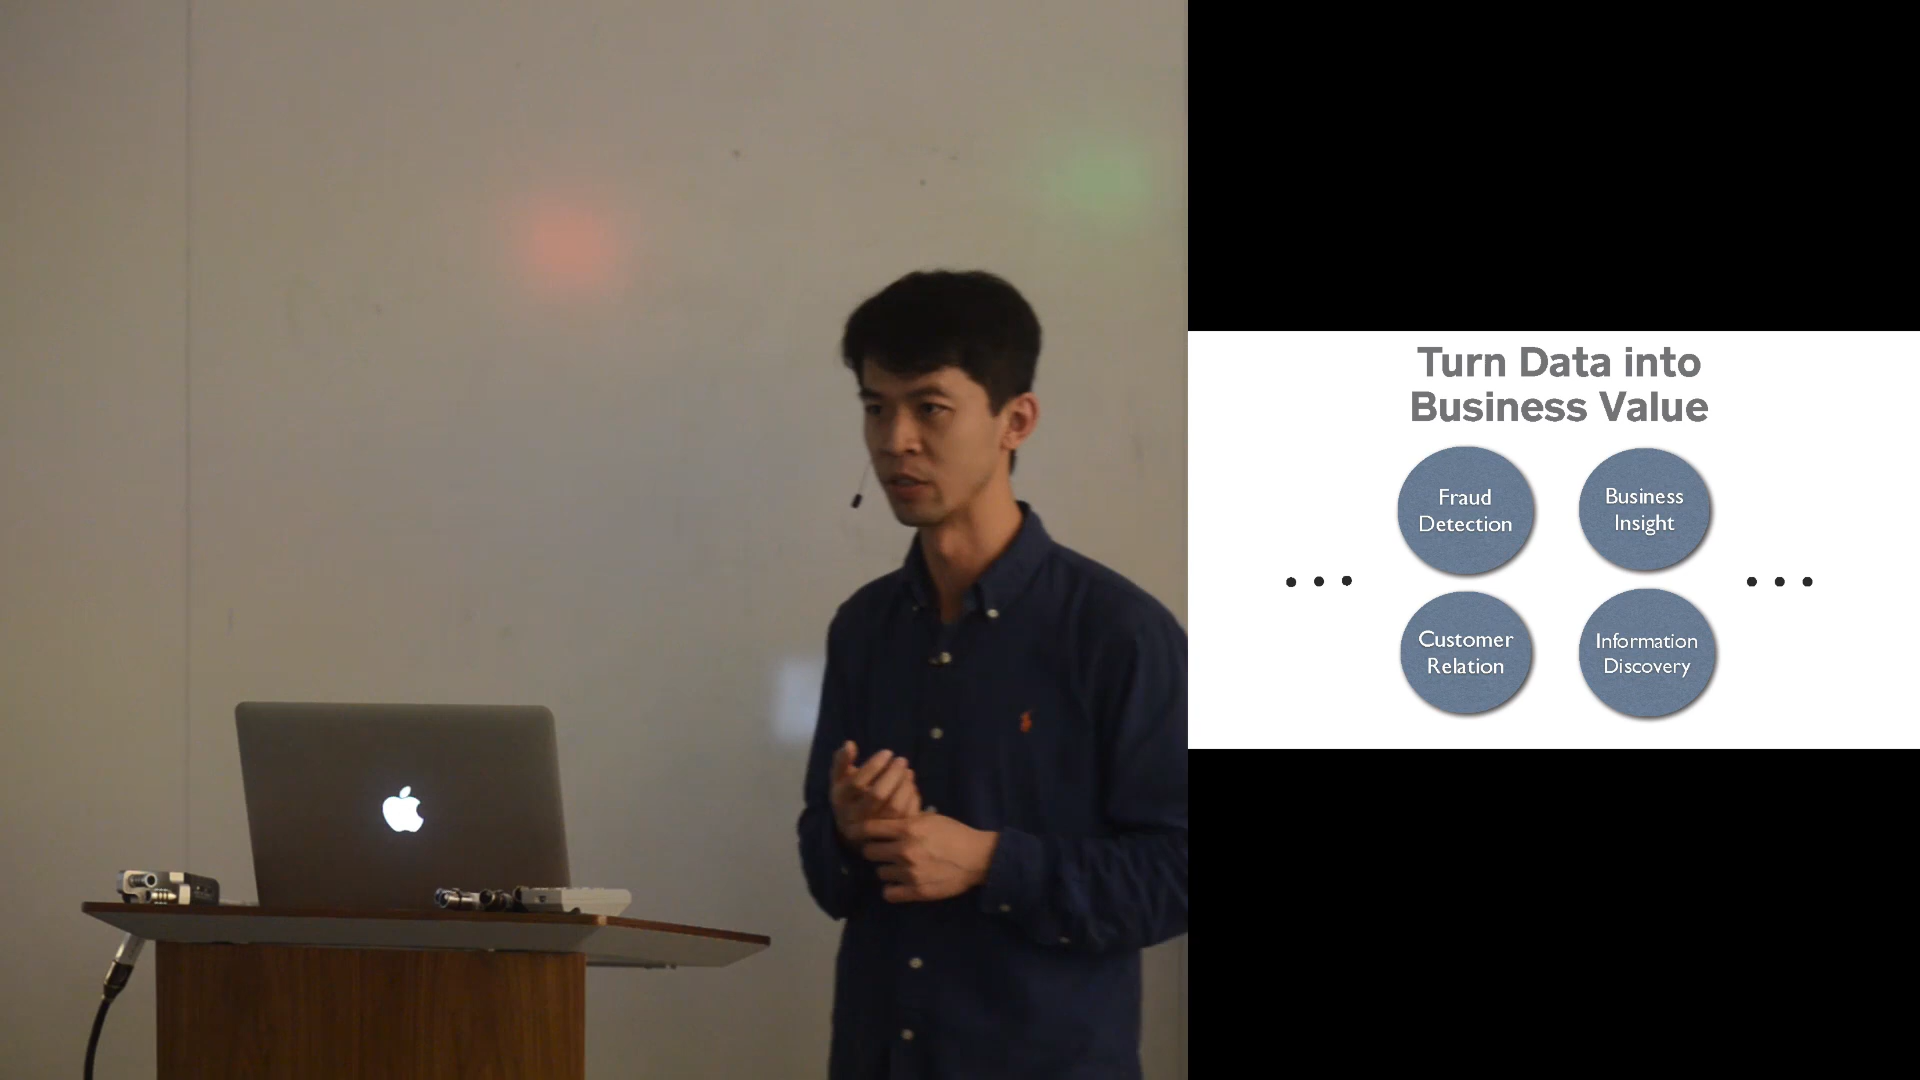 Turn Data into
Business Value
Fraud
Detection
Business
Insight
Customer
Relation
Information
Discovery